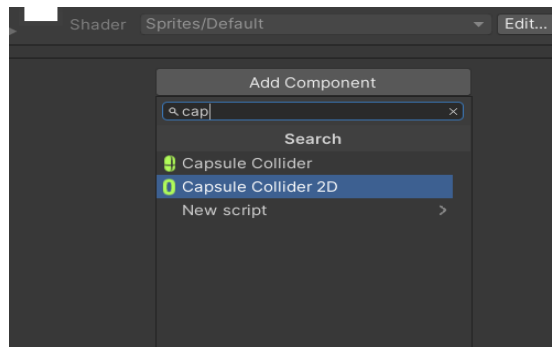 Shader Sprites/Default Edit...
Add Component
cap
Search
Capsule Collider
Capsule Collider 2D
New script